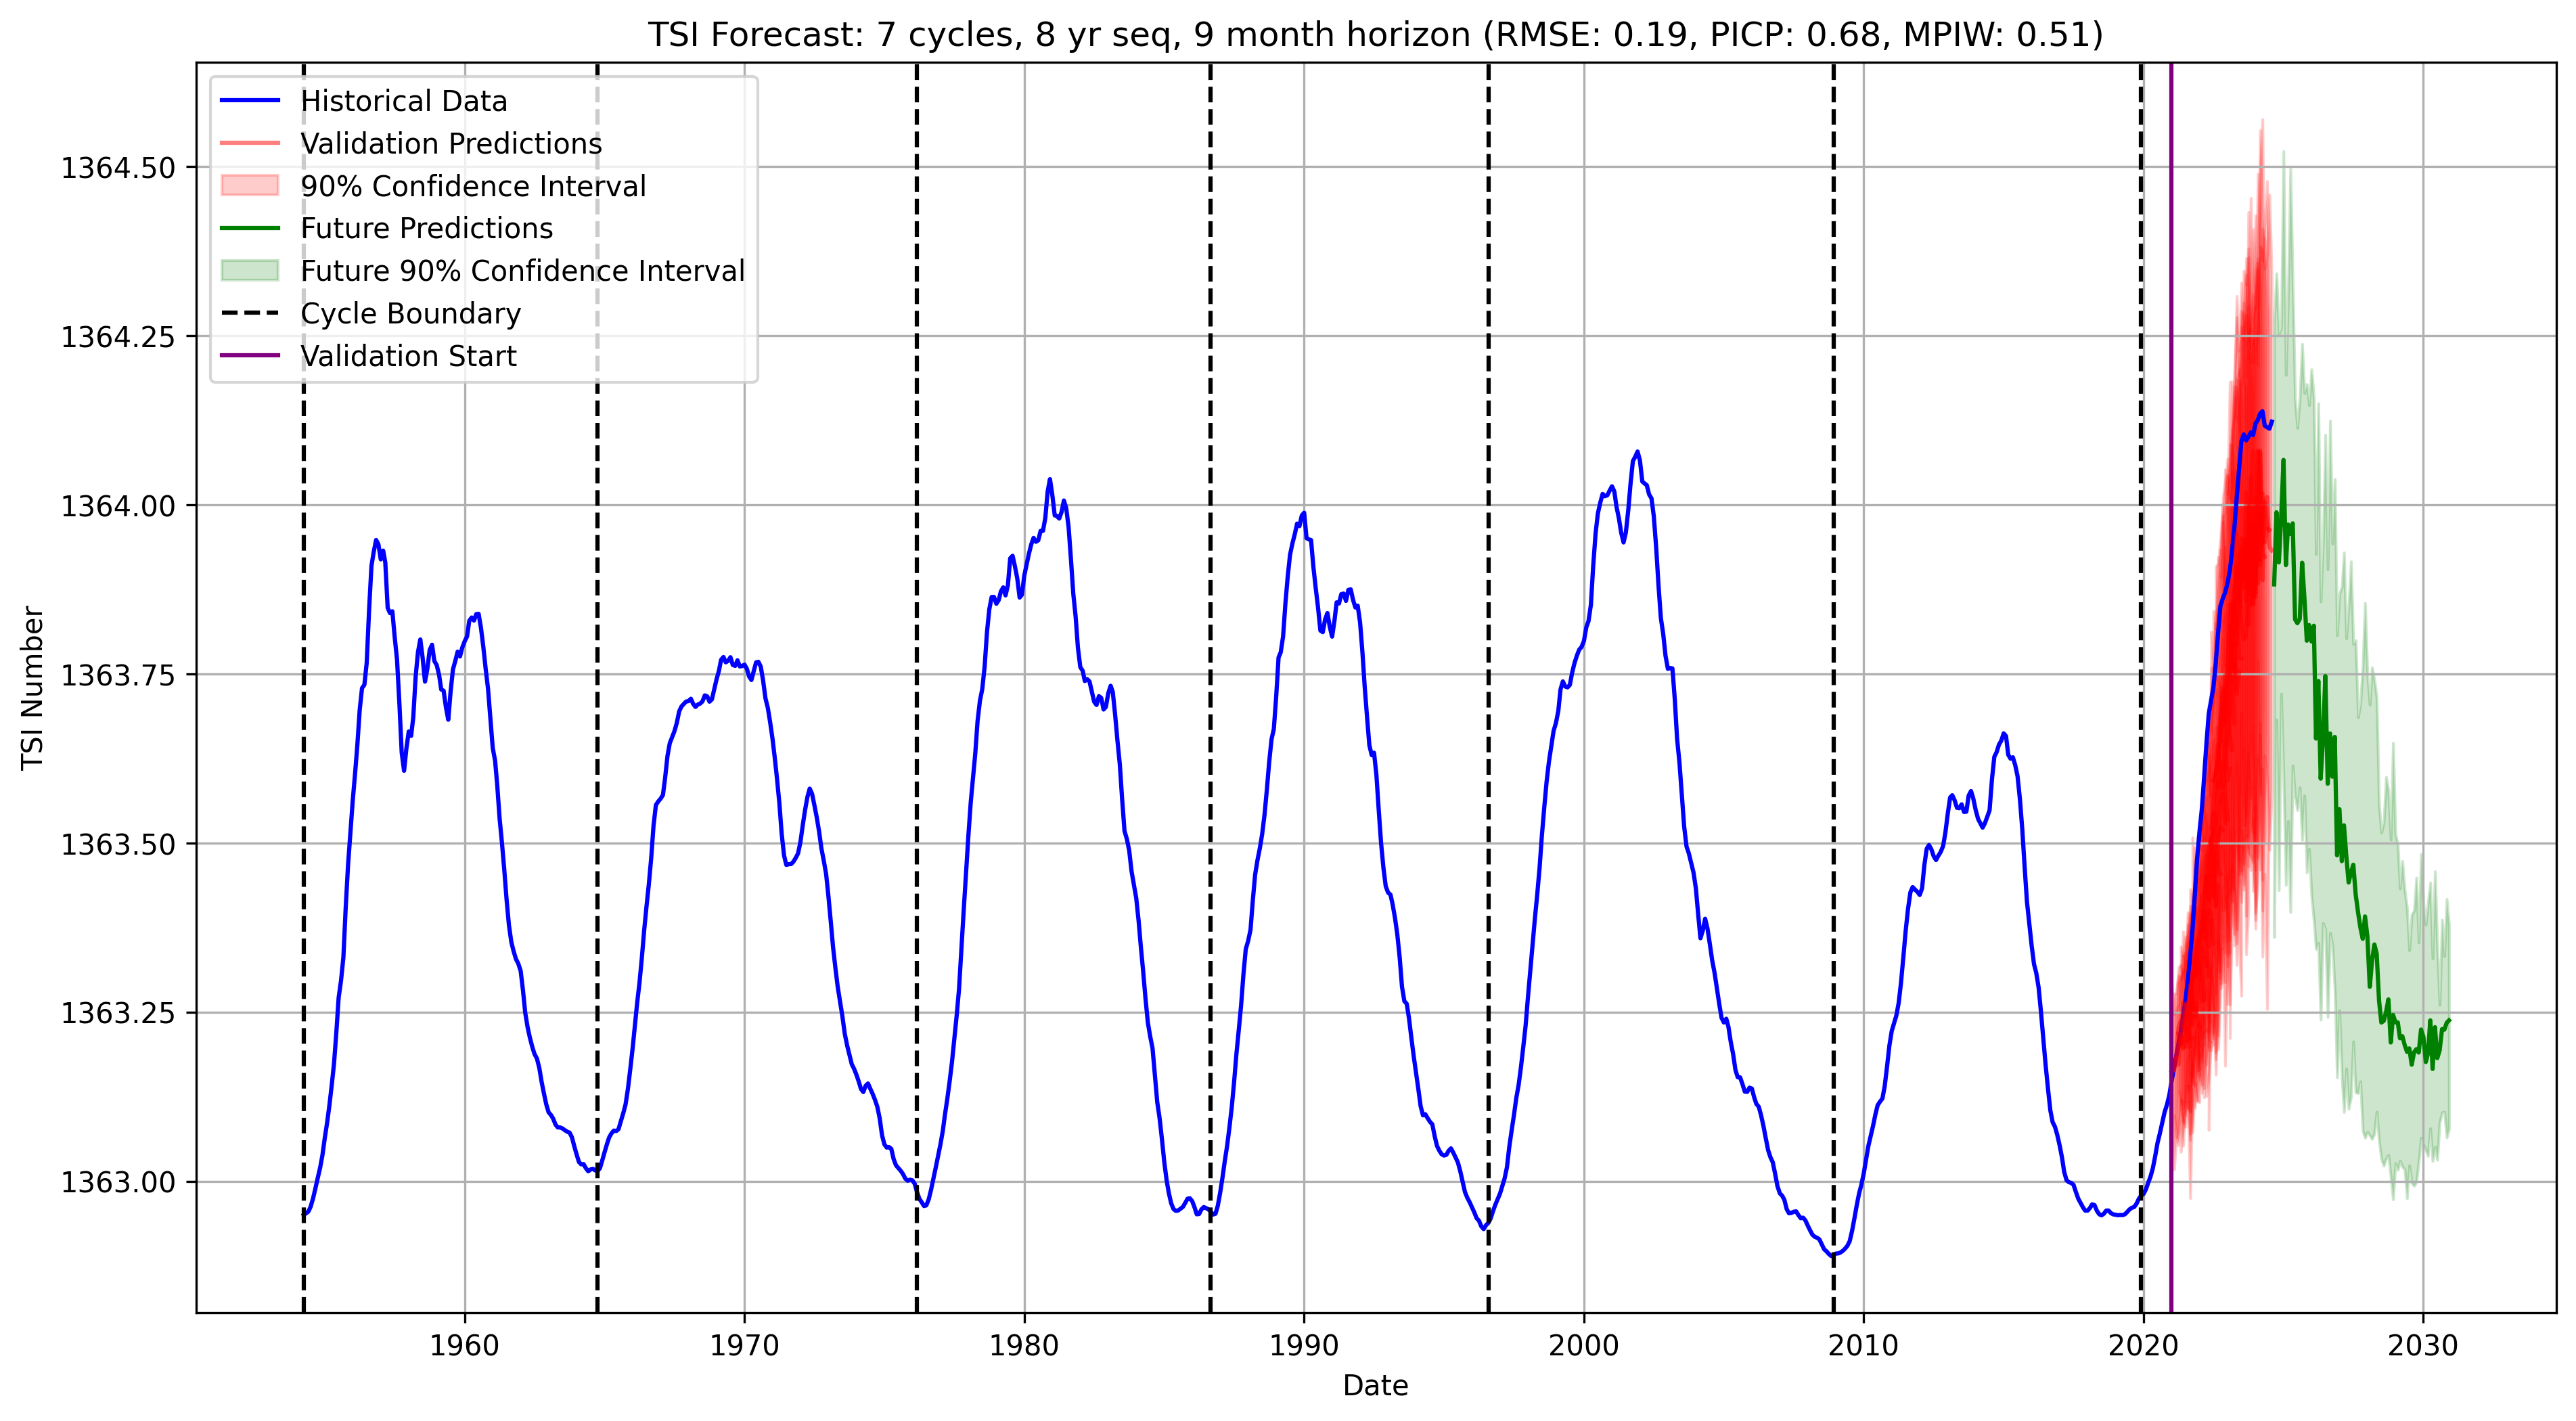 TSI Forecast: 7 cycles, 8 yr seq, 9 month horizon (RMSE: 0.19, PICP: 0.68, MPIW: 0.51)
Historical Data
Validation Predictions
90% Confidence Interval
Future Predictions
Future 90% Confidence Interval
Cycle Boundary
Validation Start
TSI Number
1364.50
1364.25
1364.00
1363.75
1363.50
1363.25
1363.00
1960 1970 1980 1990 2000 2010 2020 2030
Date